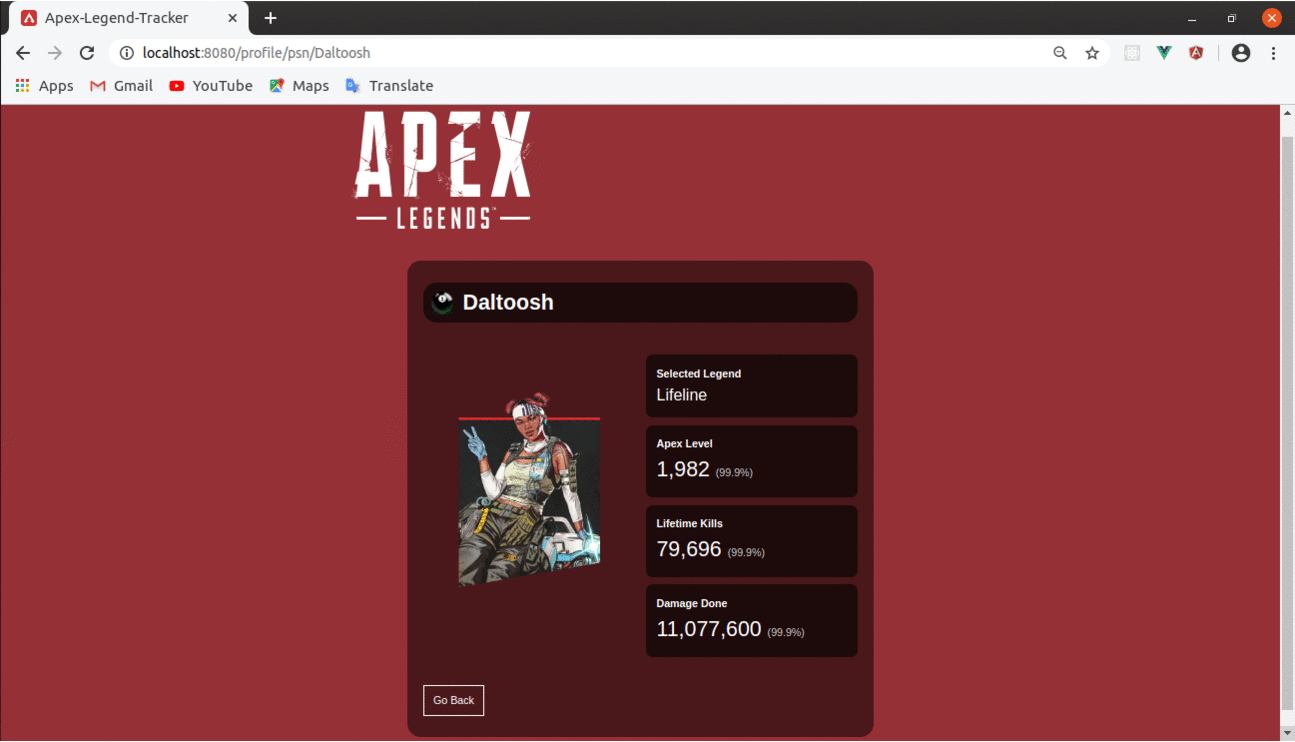 Apex-Legend-Tracker
localhost:8080/profile/psn/Daltoosh
Apps Gmail YouTube Maps Translate
APEX
LEGENDS™
Daltoosh
Selected Legend
Lifeline
Apex Level
1,982 (99.9%)
Lifetime Kills
79,696 (99.9%)
Damage Done
11,077,600 (99.9%)
Go Back